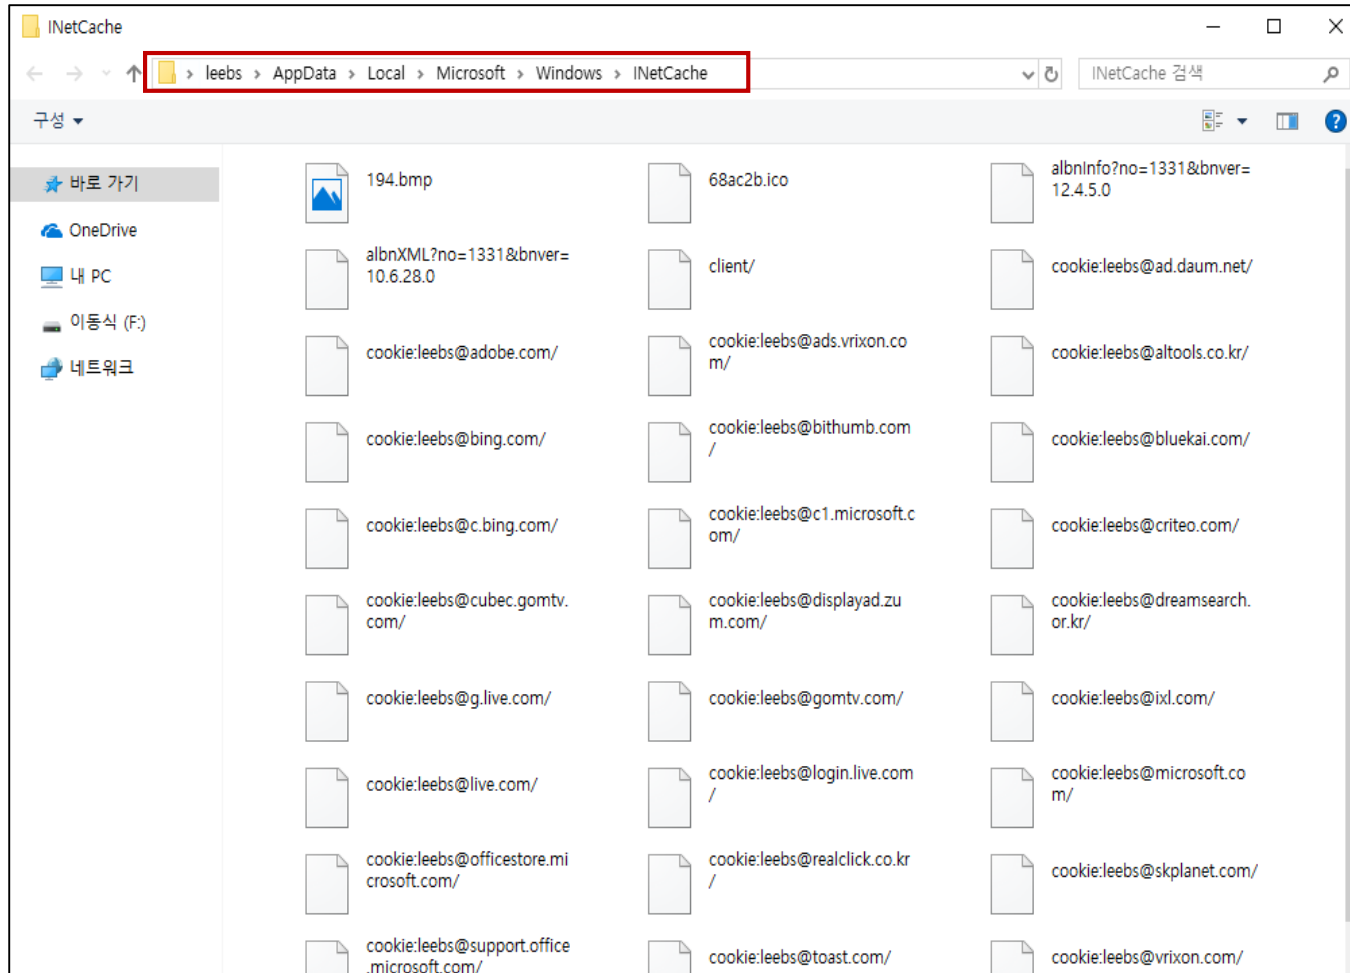 INetCache
leebs > AppData > Local > Microsoft > Windows > INetCache
INetCache 검색
구성
바로 가기
OneDrive
내 PC
이동식 (F:)
네트워크
194.bmp
68ac2b.ico
albnInfo?no=1331&bnver=
12.4.5.0
albnXML?no=1331&bnver=
10.6.28.0
client/
cookie:leebs@ad.daum.net/
cookie:leebs@adobe.com/
cookie:leebs@ads.vrixon.co
m/
cookie:leebs@altools.co.kr/
cookie:leebs@bing.com/
cookie:leebs@bithumb.com
/
cookie:leebs@bluekai.com/
cookie:leebs@c.bing.com/
cookie:leebs@c1.microsoft.c
om/
cookie:leebs@criteo.com/
cookie:leebs@cubec.gomtv.
com/
cookie:leebs@displayad.zu
m.com/
cookie:leebs@dreamsearch.
or.kr/
cookie:leebs@g.live.com/
cookie:leebs@gomtv.com/
cookie:leebs@ixl.com/
cookie:leebs@live.com/
cookie:leebs@login.live.com
/
cookie:leebs@microsoft.co
m/
cookie:leebs@officestore.mi
crosoft.com/
cookie:leebs@realclick.co.kr
/
cookie:leebs@skplanet.com/
cookie:leebs@support.office
.microsoft.com/
cookie:leebs@toast.com/
cookie:leebs@vrixon.com/